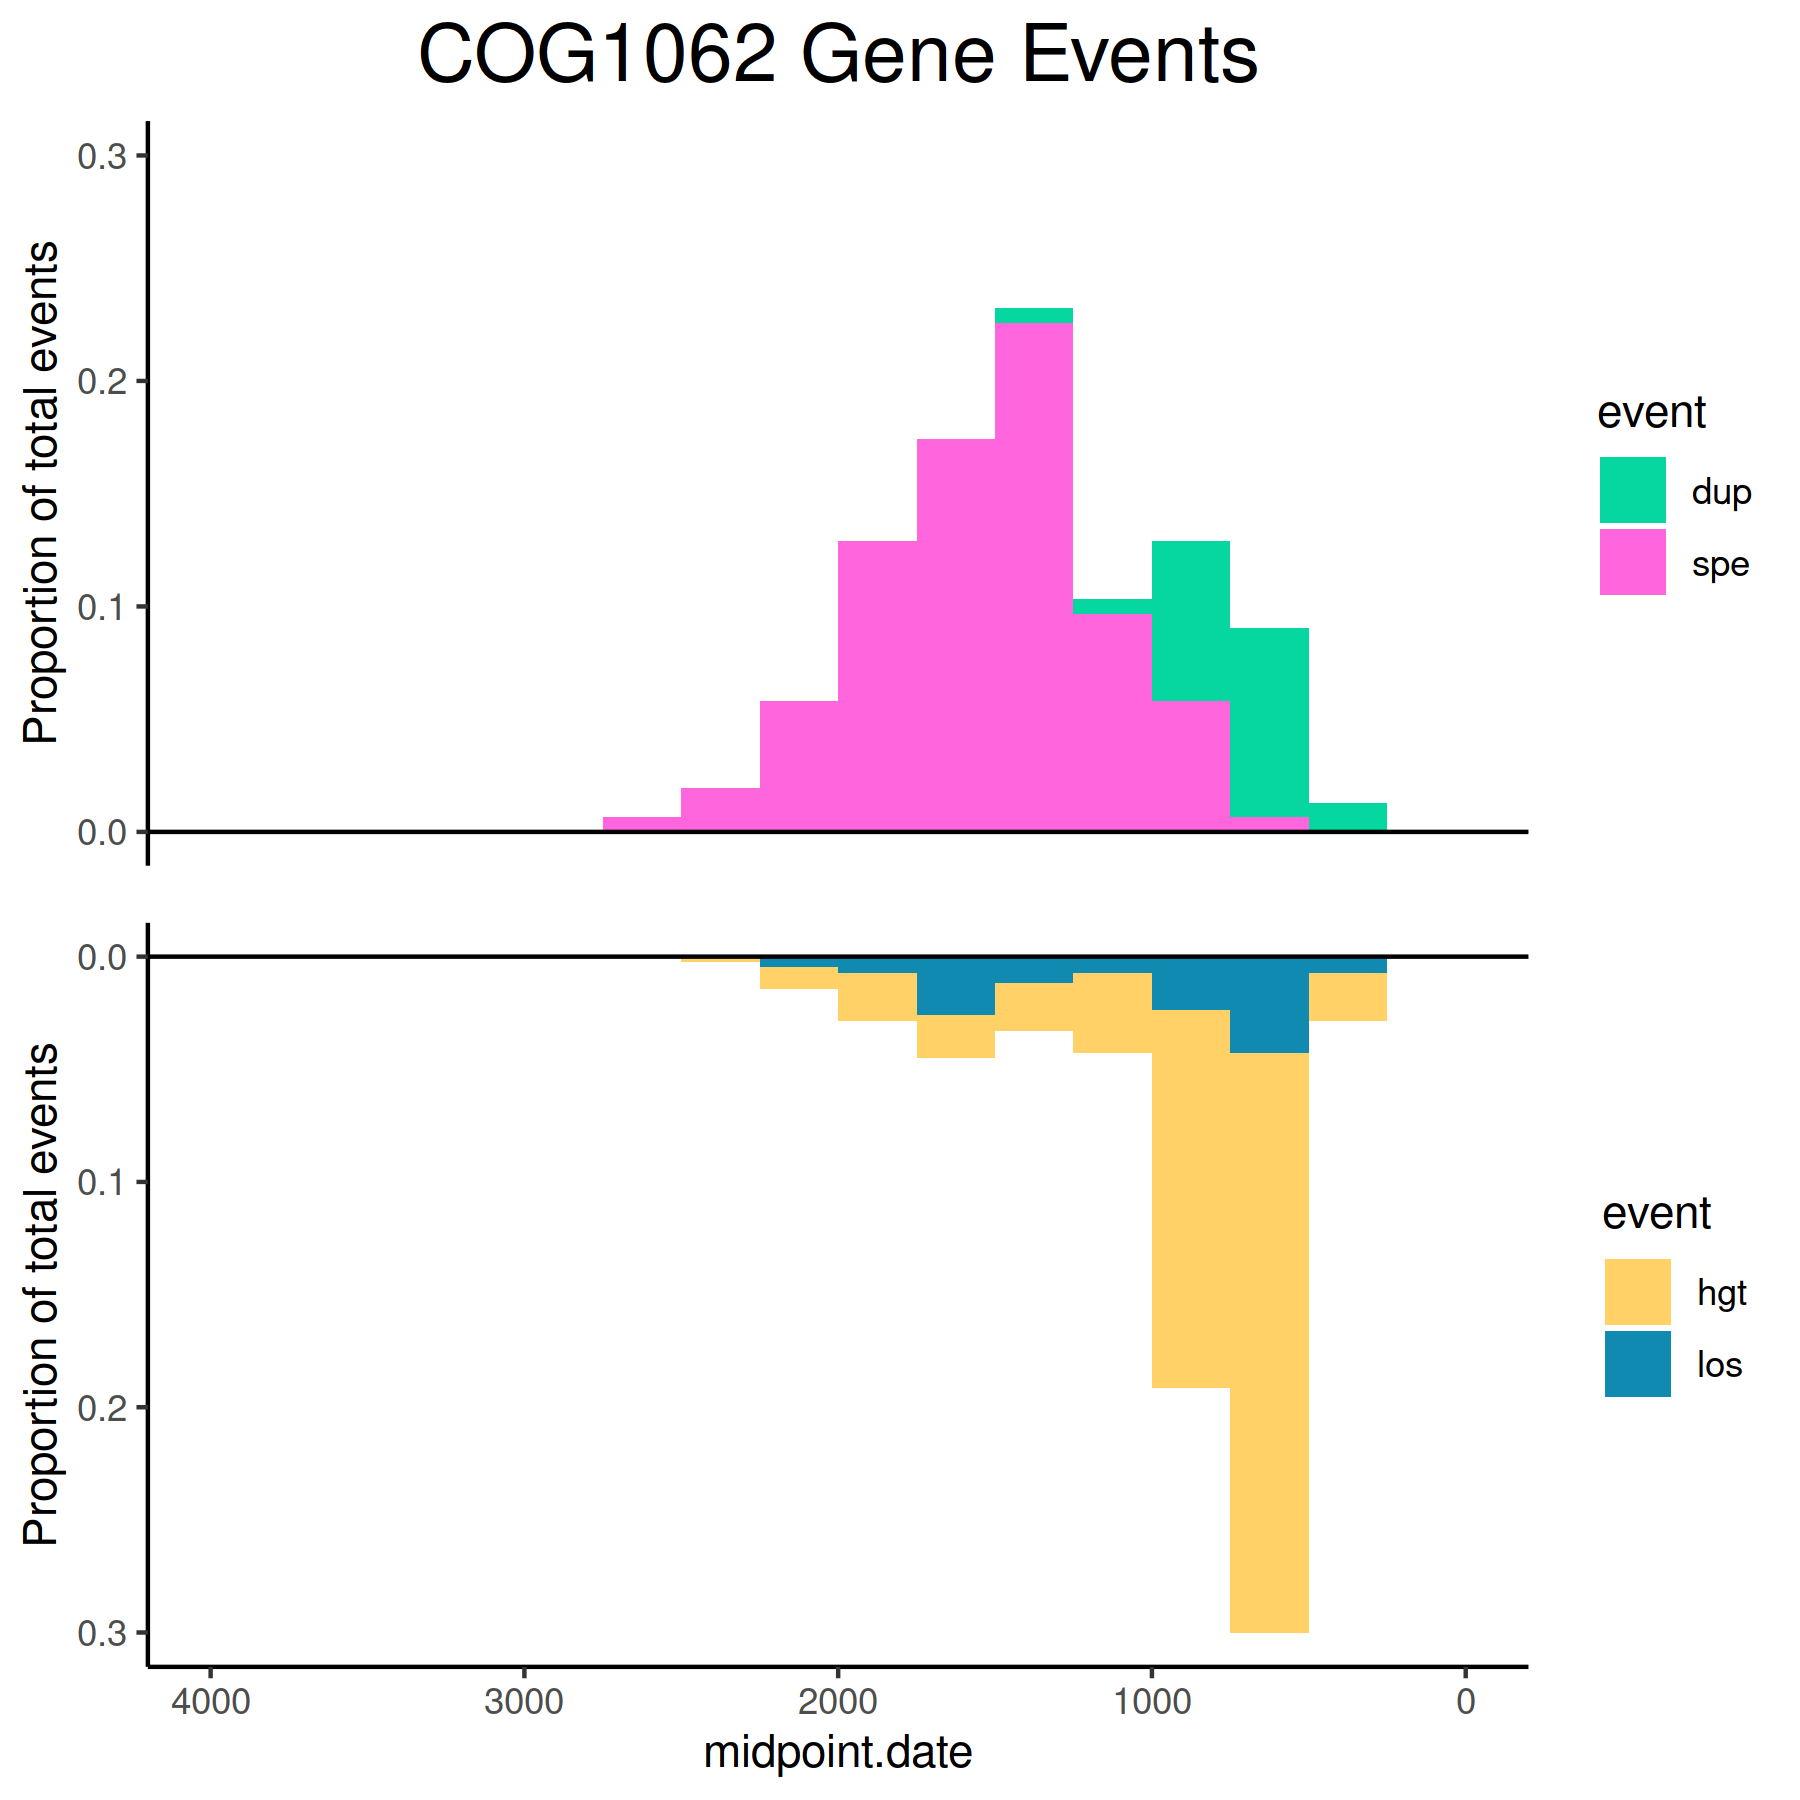 COG1062 Gene Events
Proportion of total events
0.3
0.2
0.1
0.0
event
dup
spe
Proportion of total events
0.0
0.1
0.2
0.3
event
hgt
los
4000 3000 2000 1000 0
midpoint.date